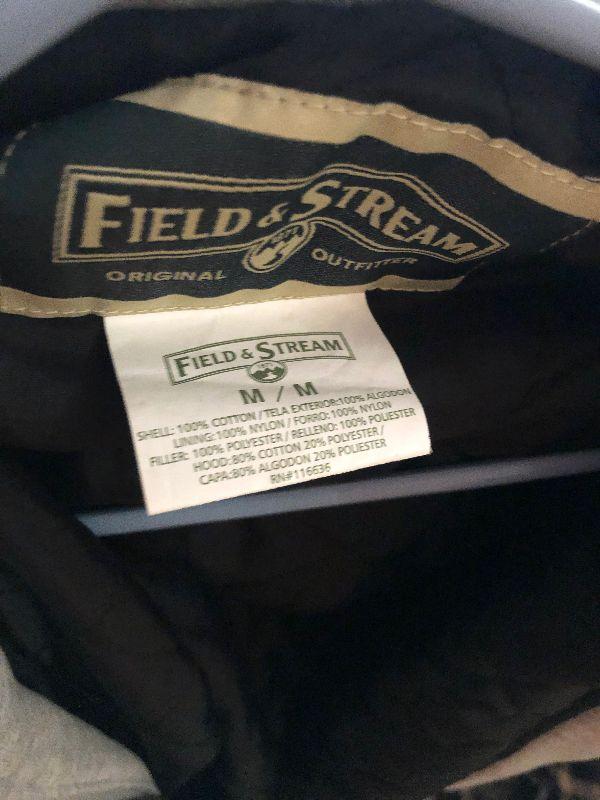 FIELD & STREAM
ORIGINAL OUTFITTER
FIELD & STREAM
M / M
SHELL: 100% COTTON / TELA EXTERIOR:100% ALGODON
LINING:100% NYLON / FORRO: 100% NYLON
FILLER: 100% POLYESTER / RELLENO: 100% POLIESTER
HOOD:80% COTTON 20% POLYESTER /
CAPA:80% ALGODON 20% POLIESTER
RN#116636